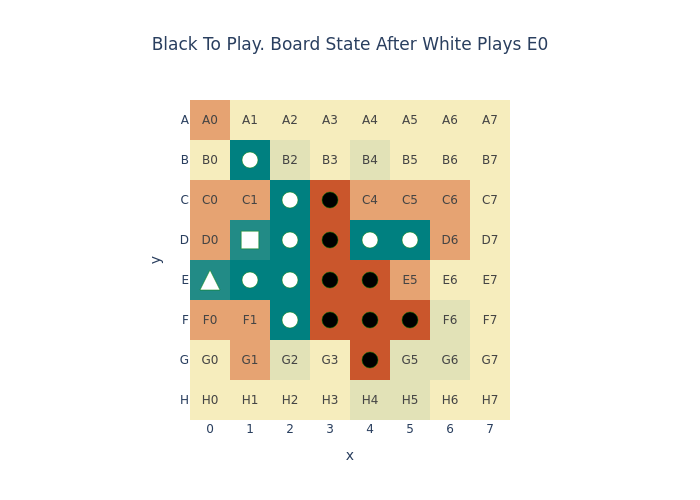 Black To Play. Board State After White Plays E0
A A0 A1 A2 A3 A4 A5 A6 A7
B B0 B2 B3 B4 B5 B6 B7
C C0 C1 C4 C5 C6 C7
D D0 D6 D7
E E5 E6 E7
F F0 F1 F6 F7
G G0 G1 G2 G3 G5 G6 G7
H H0 H1 H2 H3 H4 H5 H6 H7
0 1 2 3 4 5 6 7
x
y